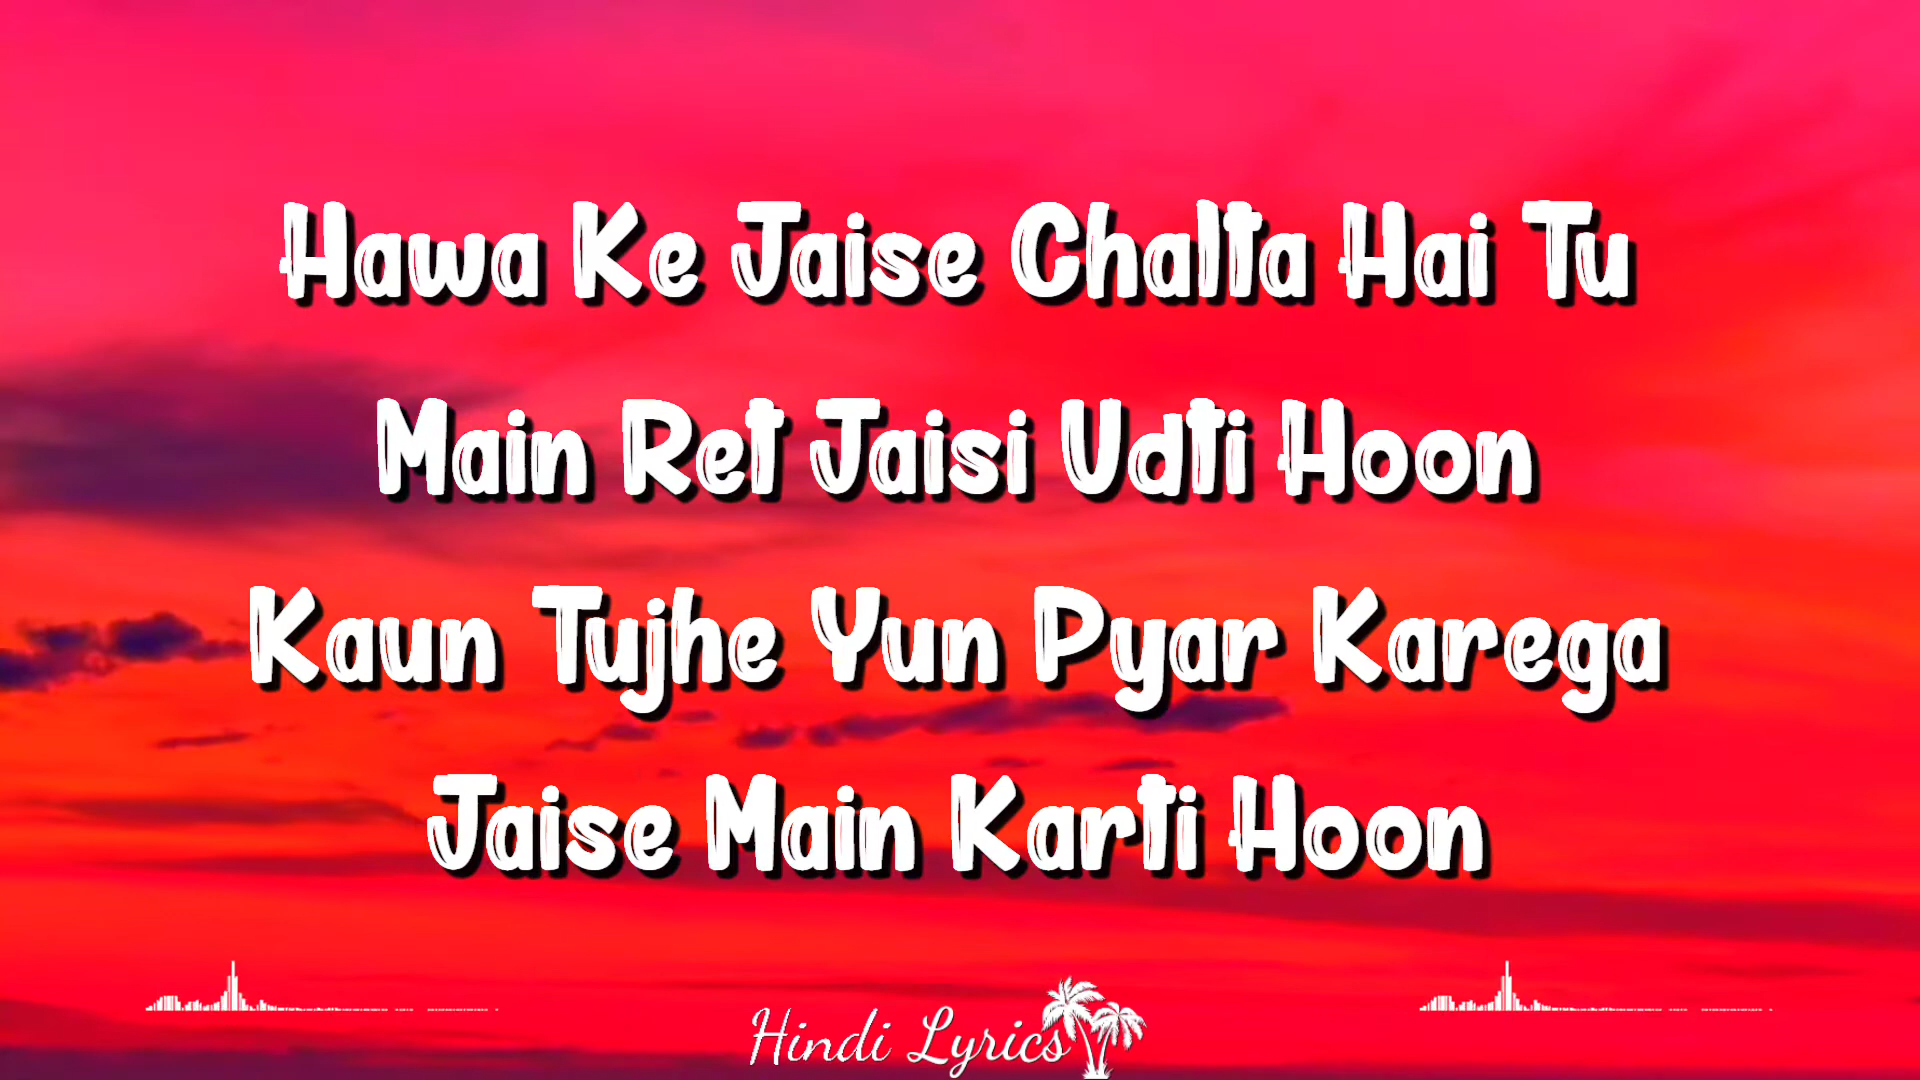 Hawa Ke Jaise Chalta Hai Tu
Main Ret Jaisi Udti Hoon
Kaun Tujhe Yun Pyar Karega
Jaise Main Karti Hoon
Hindi Lyrics